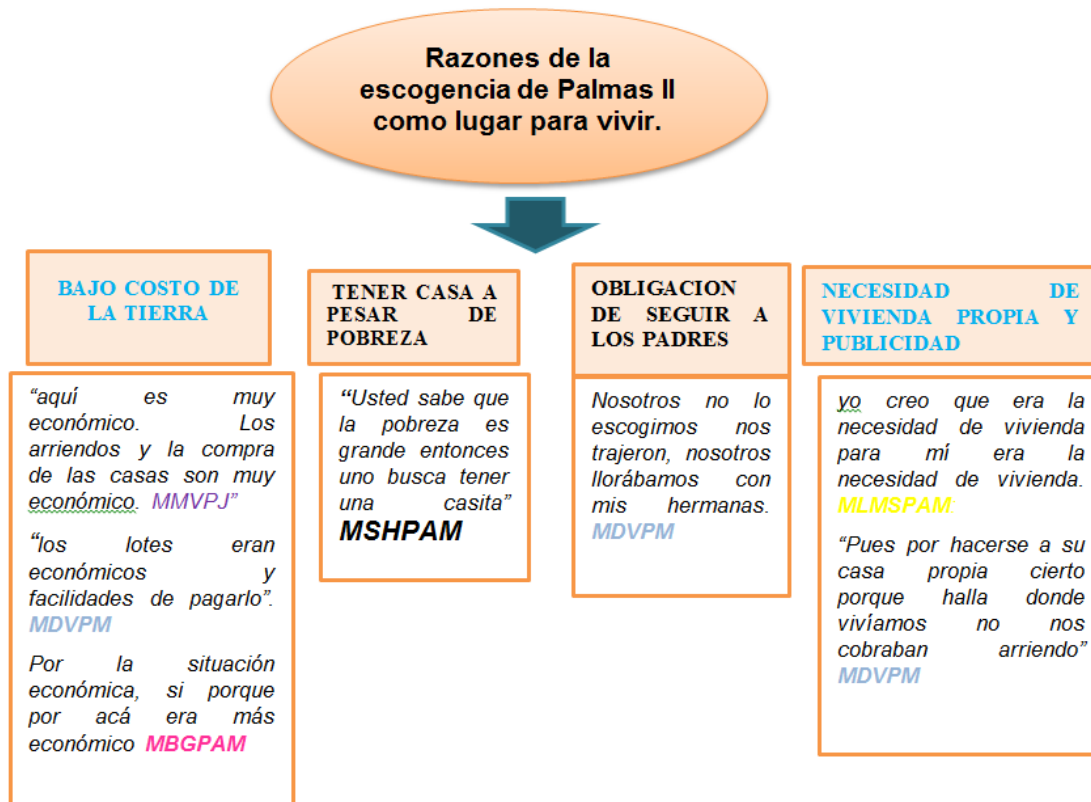 Razones de la
escogencia de Palmas II
como lugar para vivir.
BAJO COSTO DE
LA TIERRA
“aquí es muy
económico. Los
arriendos y la compra
de las casas son muy
económico. MMVPJ”
“los lotes eran
económicos y
facilidades de pagarlo”.
MDVPM
Por la situación
económica, si porque
por acá era más
económico MBGPAM
TENER CASA A
PESAR DE
POBREZA
“Usted sabe que
la pobreza es
grande entonces
uno busca tener
una casita”
MSHPAM
OBLIGACION
DE SEGUIR A
LOS PADRES
Nosotros no lo
escogimos nos
trajeron, nosotros
llorábamos con
mis hermanas.
MDVPM
NECESIDAD DE
VIVIENDA PROPIA Y
PUBLICIDAD
yo creo que era la
necesidad de vivienda
para mí era la
necesidad de vivienda.
MLMSPAM:
“Pues por hacerse a su
casa propia cierto
porque halla donde
vivíamos no nos
cobraban arriendo”
MDVPM